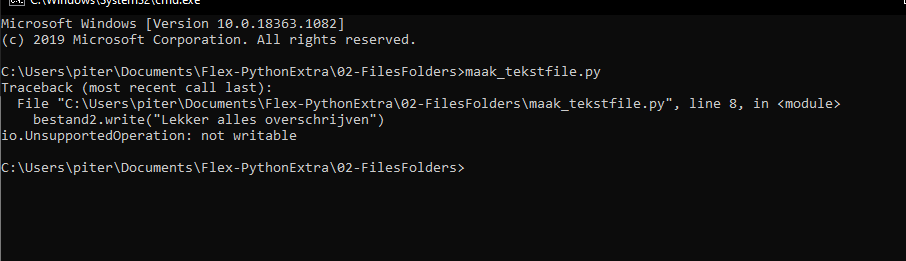 C:\Windows\System32\cmd.exe
Microsoft Windows [Version 10.0.18363.1082]
(c) 2019 Microsoft Corporation. All rights reserved.
C:\Users\piter\Documents\Flex-PythonExtra\02-FilesFolders>maak_tekstfile.py
Traceback (most recent call last):
  File "C:\Users\piter\Documents\Flex-PythonExtra\02-FilesFolders\maak_tekstfile.py", line 8, in <module>
    bestand2.write("Lekker alles overschrijven")
io.UnsupportedOperation: not writable
C:\Users\piter\Documents\Flex-PythonExtra\02-FilesFolders>